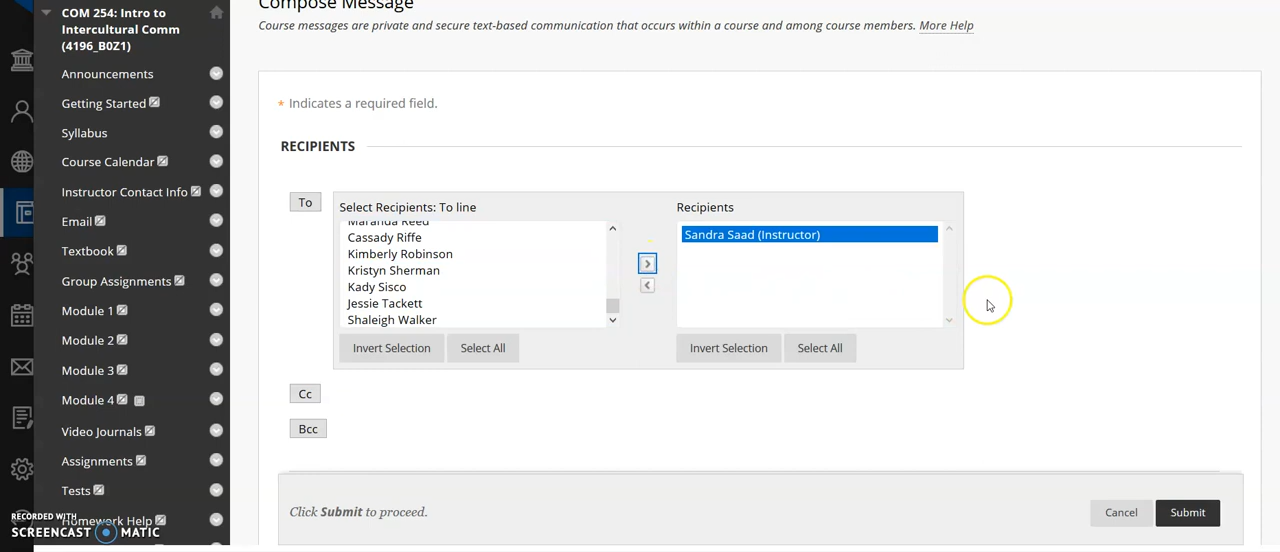 COM 254: Intro to
Intercultural Comm
(4196_B0Z1)
Announcements
Getting Started
Syllabus
Course Calendar
Instructor Contact Info
Email
Textbook
Group Assignments
Module 1
Module 2
Module 3
Module 4
Video Journals
Assignments
Tests
Homework Help
RECORDED WITH
SCREENCAST MATIC
Compose Message
Course messages are private and secure text-based communication that occurs within a course and among course members. More Help
* Indicates a required field.
RECIPIENTS
To
Select Recipients: To line
Maranda Reed
Cassady Riffe
Kimberly Robinson
Kristyn Sherman
Kady Sisco
Jessie Tackett
Shaleigh Walker
Invert Selection
Select All
Recipients
Sandra Saad (Instructor)
Invert Selection
Select All
Cc
Bcc
Click Submit to proceed.
Cancel
Submit